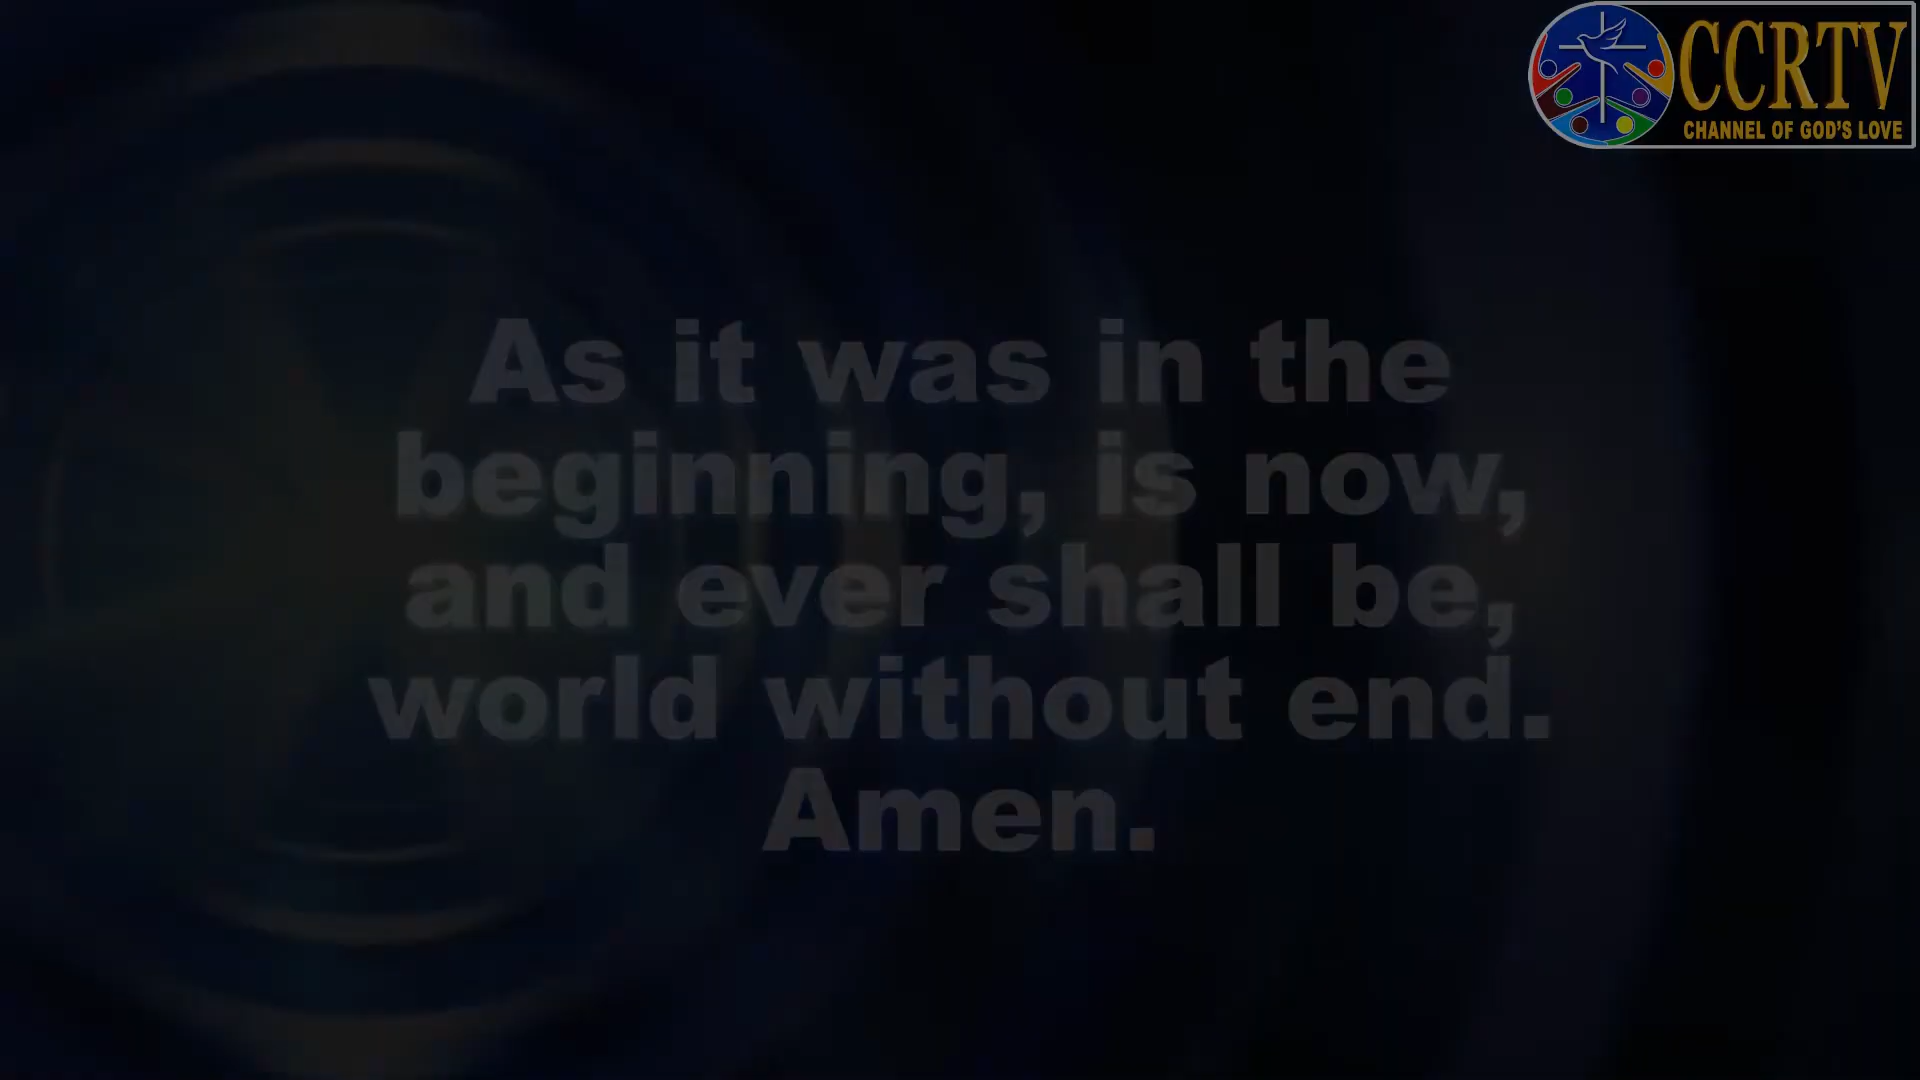 CCRTV
CHANNEL OF GOD'S LOVE
As it was in the
beginning, is now,
and ever shall be,
world without end.
Amen.